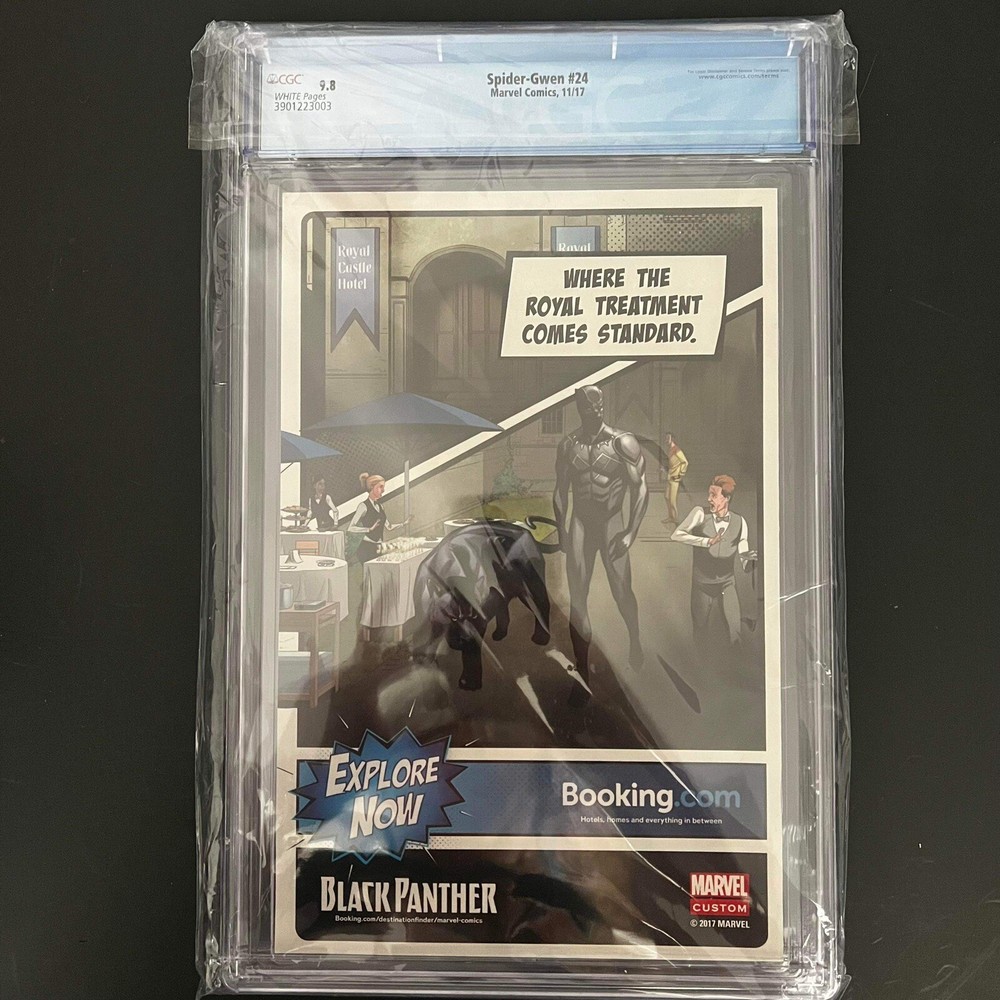 CGC
9.8
WHITE Pages
3901223003
Spider-Gwen #24
Marvel Comics, 11/17
www.cgccomics.com/terms
Royal
Castle
Hotel
Royal
WHERE THE
ROYAL TREATMENT
COMES STANDARD.
EXPLORE
NOW
Booking.com
Hotels, homes and everything in between
BLACK PANTHER
Booking.com/destinationfinder/marvel-comics
MARVEL
CUSTOM
© 2017 MARVEL